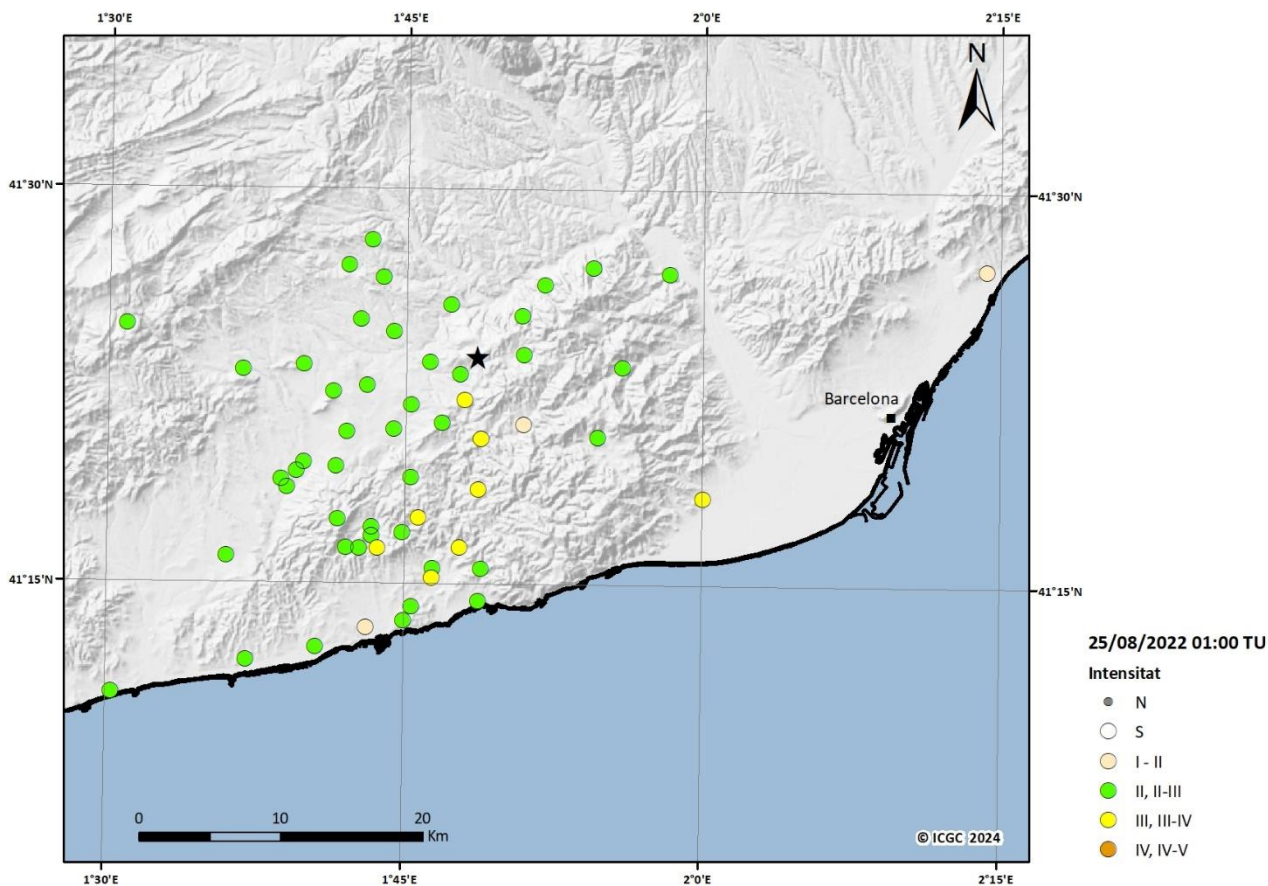 1°30'E 1°45'E 2°0'E 2°15'E
N
41°30'N 41°30'N
Barcelona
41°15'N 41°15'N
0 10 20
Km
© ICGC 2024
1°30'E 1°45'E 2°0'E 2°15'E
25/08/2022 01:00 TU
Intensitat
N
S
I - II
II, II-III
III, III-IV
IV, IV-V